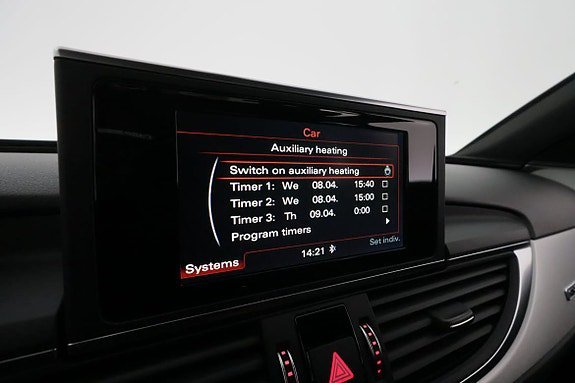 Car
Auxiliary heating
Switch on auxiliary heating
Timer 1: We 08.04. 15:40
Timer 2: We 08.04. 15:00
Timer 3: Th 09.04. 0:00
Program timers
14:21
Set indiv.
Systems